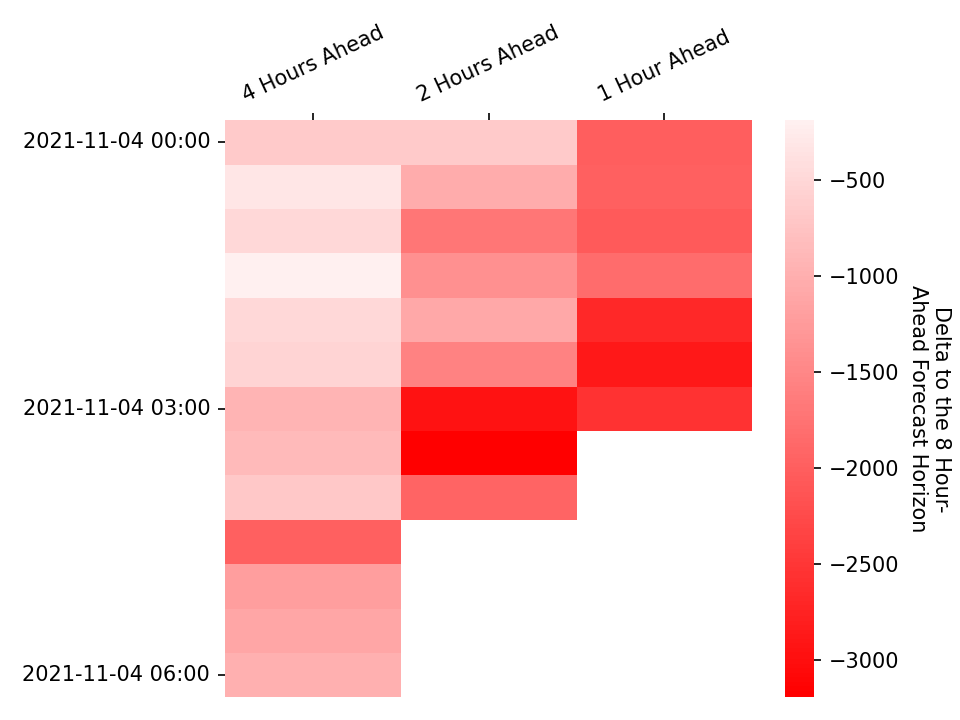 4 Hours Ahead
2 Hours Ahead
1 Hour Ahead
2021-11-04 00:00
2021-11-04 03:00
2021-11-04 06:00
−500
−1000
−1500
−2000
−2500
−3000
Delta to the 8 Hour-
Ahead Forecast Horizon